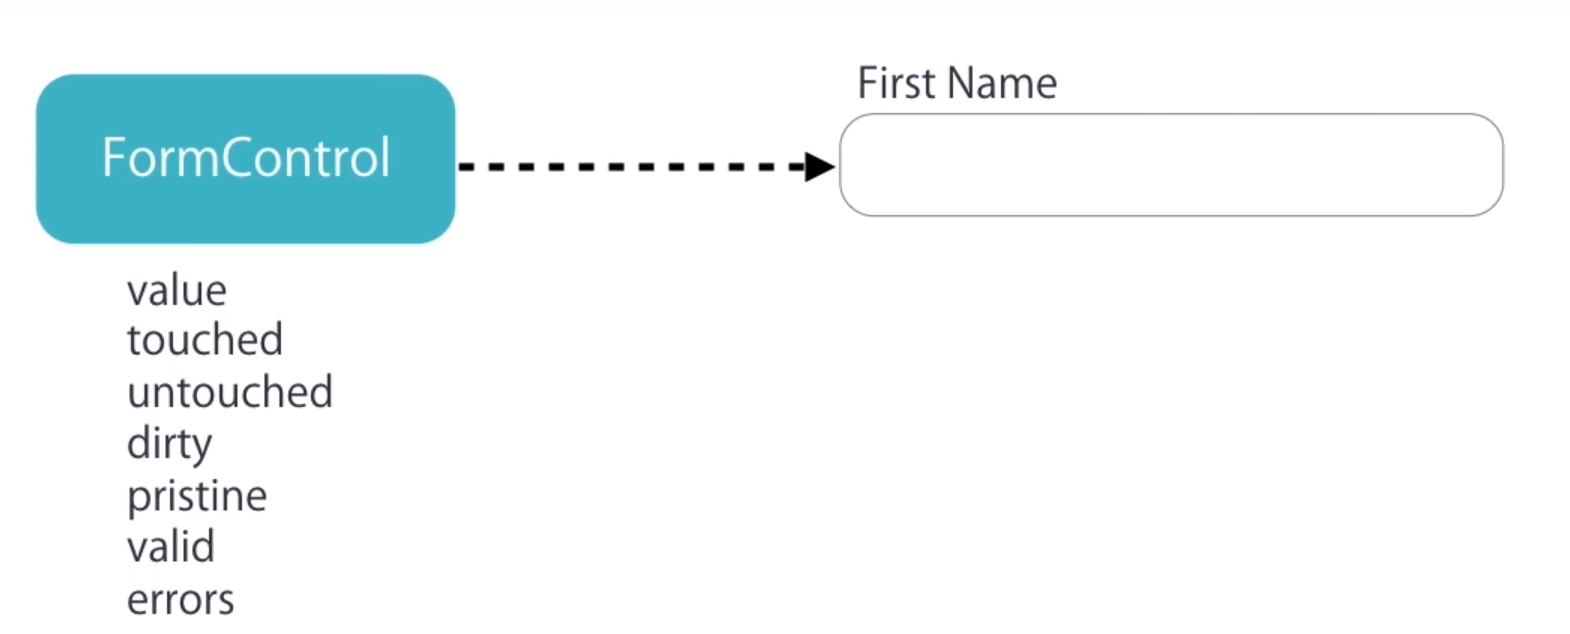 FormControl
First Name
value
touched
untouched
dirty
pristine
valid
errors